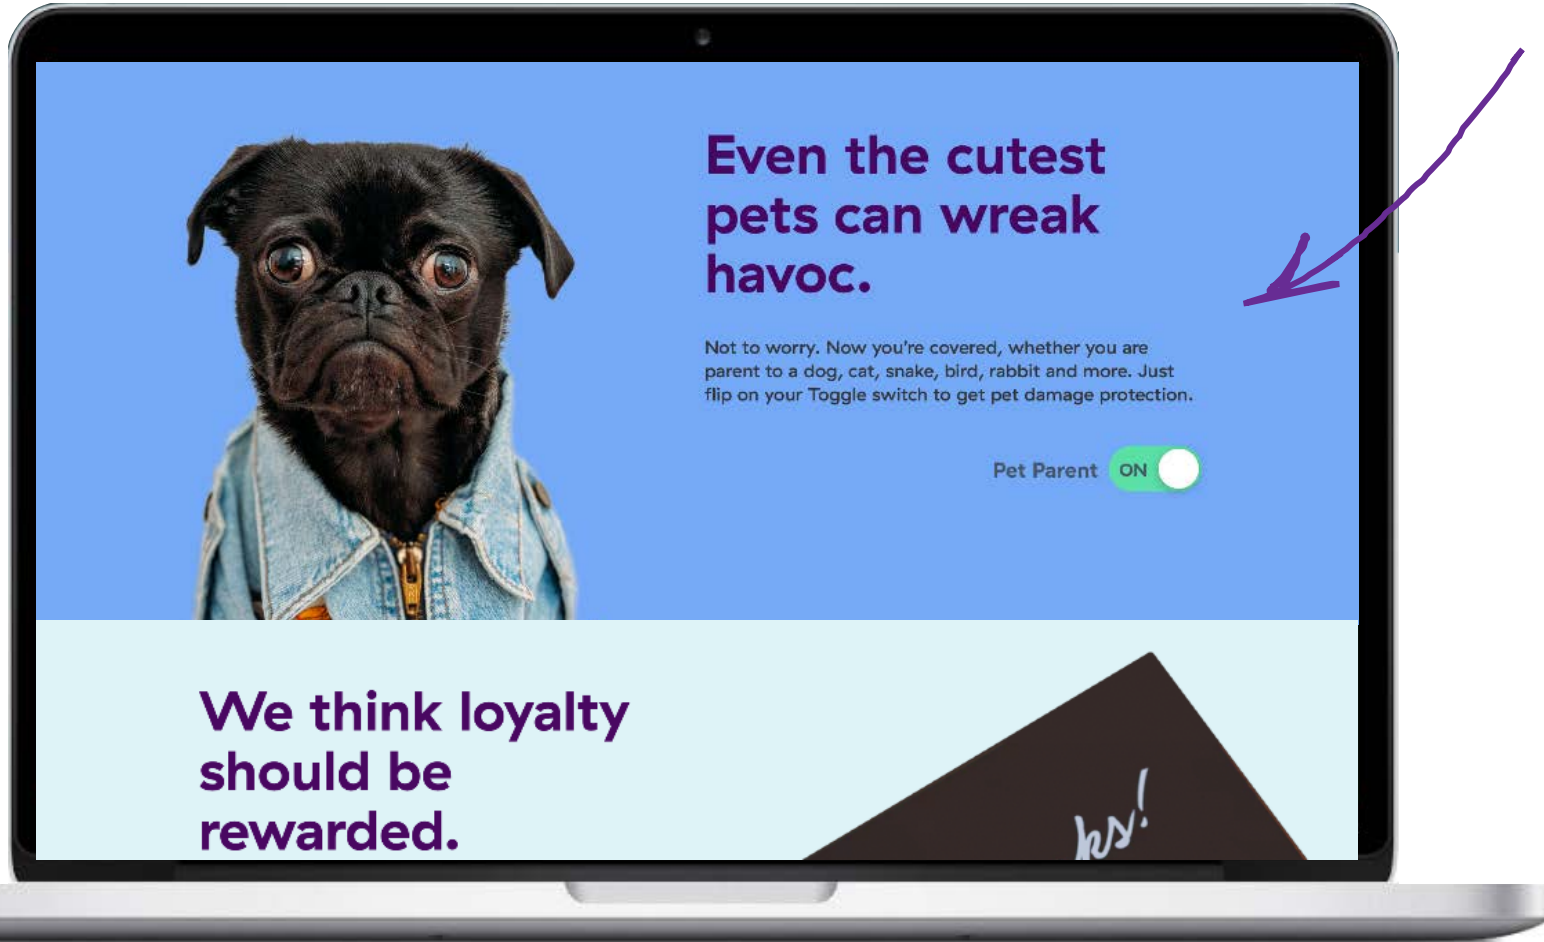 Even the cutest
pets can wreak
havoc.
Not to worry. Now you're covered, whether you are
parent to a dog, cat, snake, bird, rabbit and more. Just
flip on your Toggle switch to get pet damage protection.
Pet Parent ON
We think loyalty
should be
rewarded.
ks!